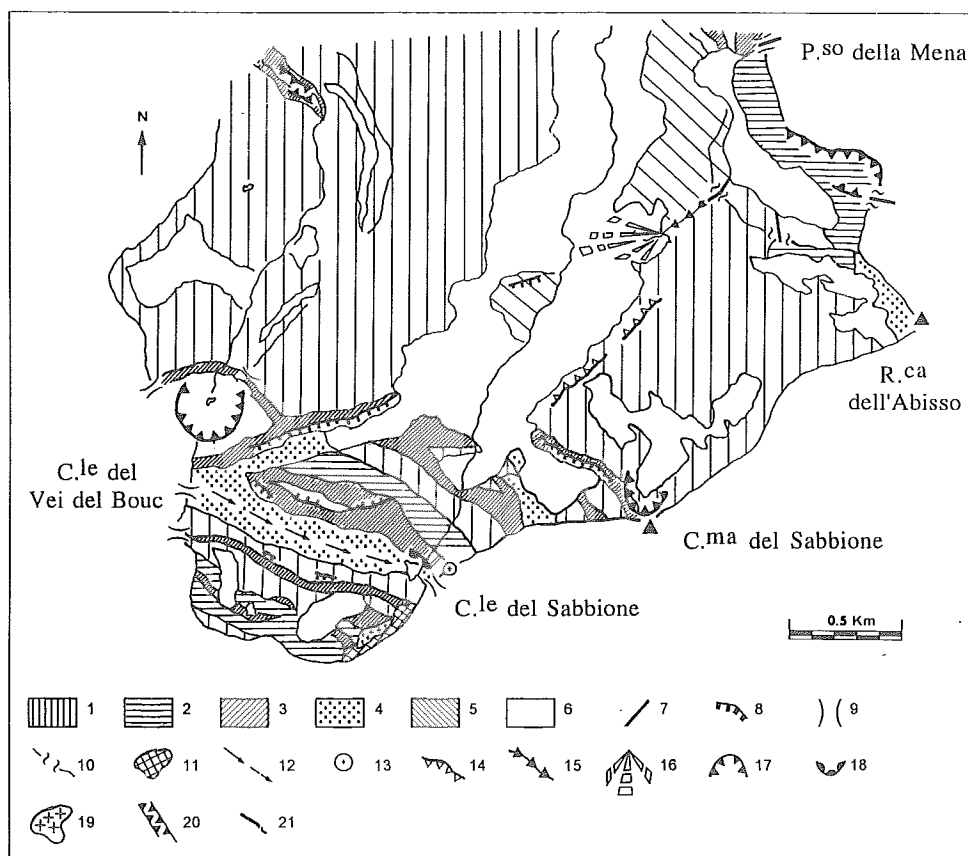 P.so della Mena
N
R.ca
dell'Abisso
C.le del
Vei del Bouc
C.ma del Sabbione
C.le del Sabbione
0.5 Km
1 2 3 4 5 6 7 8 9
10 11 12 13 14 15 16 17 18
19 20 21